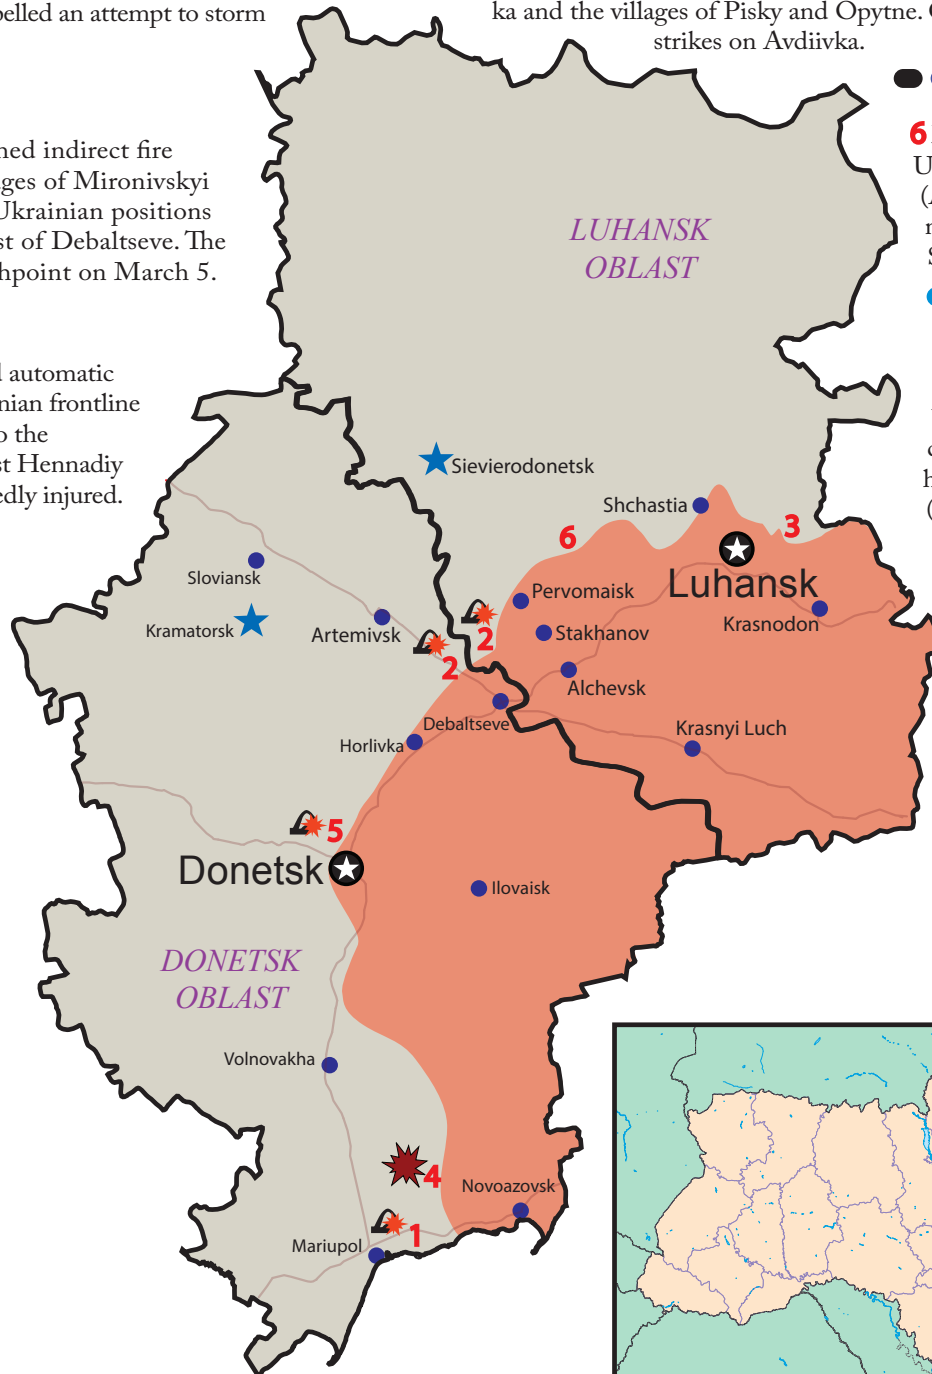 strikes on Avdiivka.
ka and the villages of Pisky and Opytne.
pelled an attempt to storm
6
ned indirect fire
ges of Mironivskyi
Ukrainian positions
st of Debaltseve. The
hpoint on March 5.
LUHANSK
OBLAST
automatic
nian frontline
o the
st Hennadiy
edly injured.
Sievierodonetsk
Shchastia
3
6
Luhansk
Sloviansk
Pervomaisk
Krasnodon
Kramatorsk
Artemivsk
2
Stakhanov
2
Alchevsk
Debaltseve
Krasnyi Luch
Horlivka
5
Donetsk
Ilovaisk
DONETSK
OBLAST
Volnovakha
4
Novoazovsk
1
Mariupol